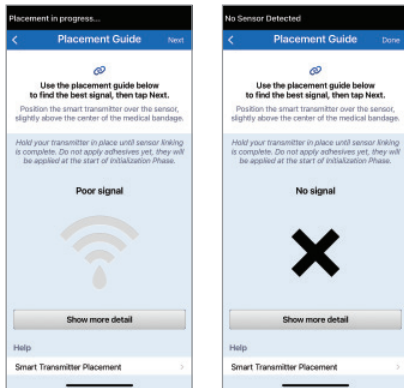 Placement in progress...
Placement Guide
Next
Use the placement guide below
to find the best signal, then tap Next.
Position the smart transmitter over the sensor,
slightly above the center of the medical bandage.
Hold your transmitter in place until sensor linking
is complete. Do not apply adhesives yet, they will
be applied at the start of Initialization Phase.
Poor signal
Show more detail
Help
Smart Transmitter Placement
No Sensor Detected
Placement Guide
Done
Use the placement guide below
to find the best signal, then tap Next.
Position the smart transmitter over the sensor,
slightly above the center of the medical bandage.
Hold your transmitter in place until sensor linking
is complete. Do not apply adhesives yet, they will
be applied at the start of Initialization Phase.
No signal
Show more detail
Help
Smart Transmitter Placement